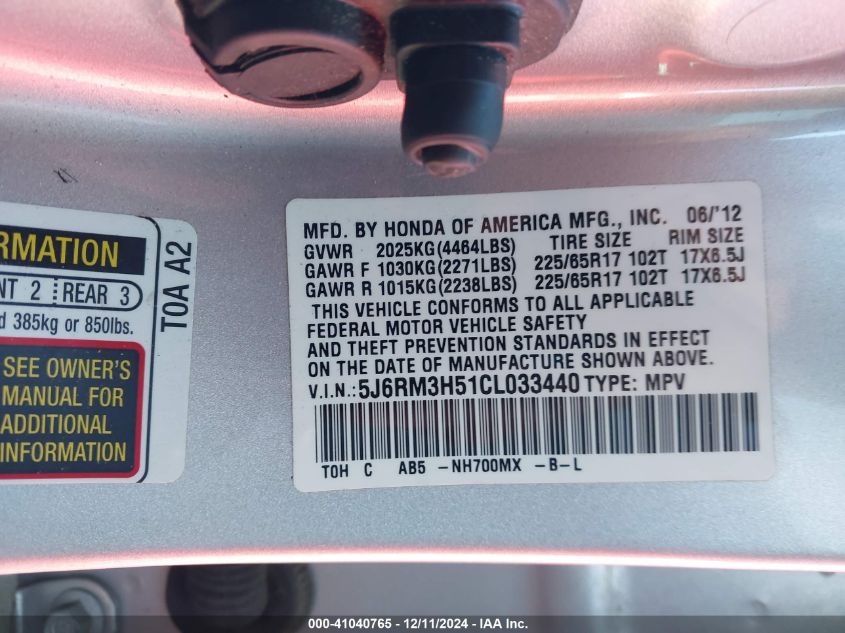 RMATION
NT 2 REAR 3
d 385kg or 850lbs.
SEE OWNER'S
MANUAL FOR
ADDITIONAL
INFORMATION
T0A A2
MFD. BY HONDA OF AMERICA MFG., INC. 06/'12
GVWR 2025KG(4464LBS) TIRE SIZE RIM SIZE
GAWR F 1030KG(2271LBS) 225/65R17 102T 17X6.5J
GAWR R 1015KG(2238LBS) 225/65R17 102T 17X6.5J
THIS VEHICLE CONFORMS TO ALL APPLICABLE
FEDERAL MOTOR VEHICLE SAFETY
AND THEFT PREVENTION STANDARDS IN EFFECT
ON THE DATE OF MANUFACTURE SHOWN ABOVE.
V.I.N.: 5J6RM3H51CL033440 TYPE: MPV
T0H C AB5 -NH700MX -B-L
000-41040765 - 12/11/2024 - IAA Inc.